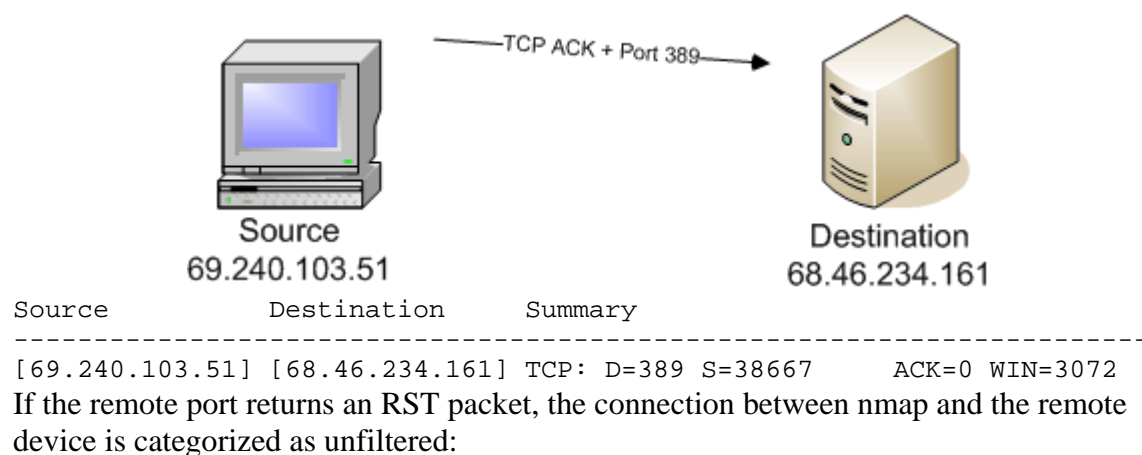 TCP ACK + Port 389
Source
69.240.103.51
Destination
68.46.234.161
Source Destination Summary
-----------------------------------------------------------------------
[69.240.103.51] [68.46.234.161] TCP: D=389 S=38667 ACK=0 WIN=3072
If the remote port returns an RST packet, the connection between nmap and the remote
device is categorized as unfiltered: